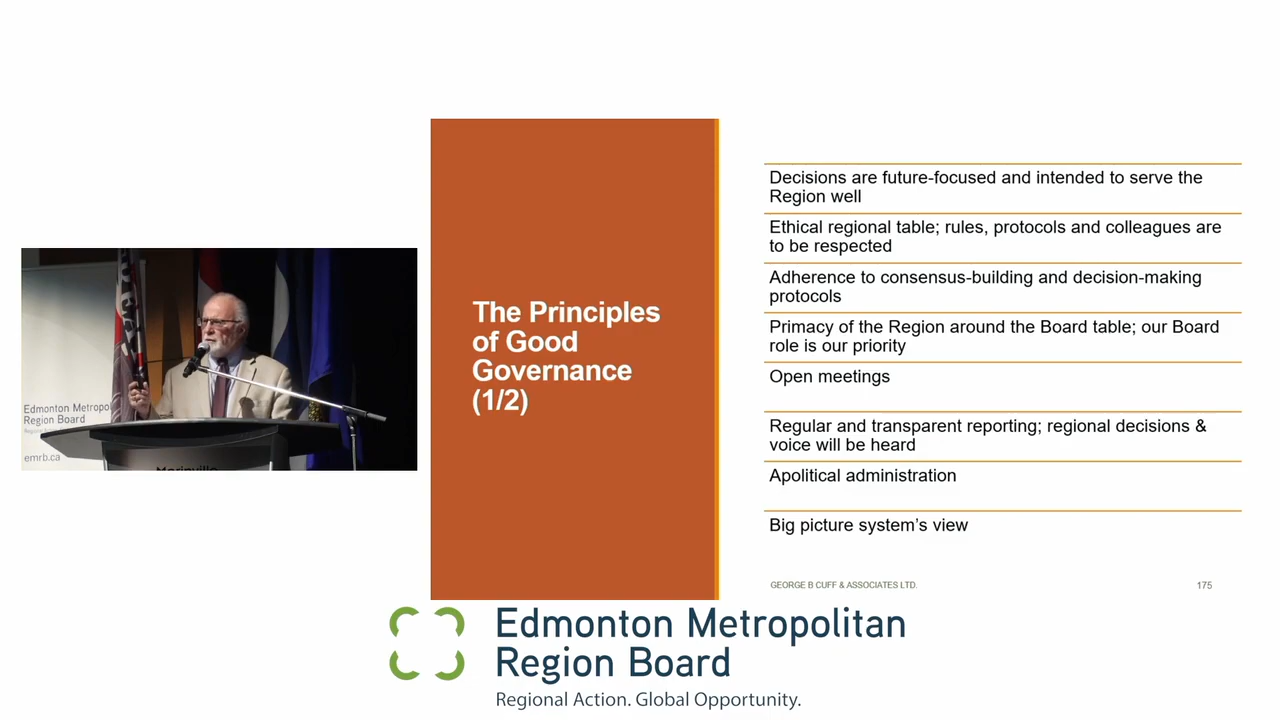 The Principles
of Good
Governance
(1/2)
Decisions are future-focused and intended to serve the
Region well
Ethical regional table; rules, protocols and colleagues are
to be respected
Adherence to consensus-building and decision-making
protocols
Primacy of the Region around the Board table; our Board
role is our priority
Open meetings
Regular and transparent reporting; regional decisions &
voice will be heard
Apolitical administration
Big picture system’s view
GEORGE B CUFF & ASSOCIATES LTD.
175
Edmonton Metropol
Region Board
emrb.ca
Morinville
Edmonton Metropolitan
Region Board
Regional Action. Global Opportunity.